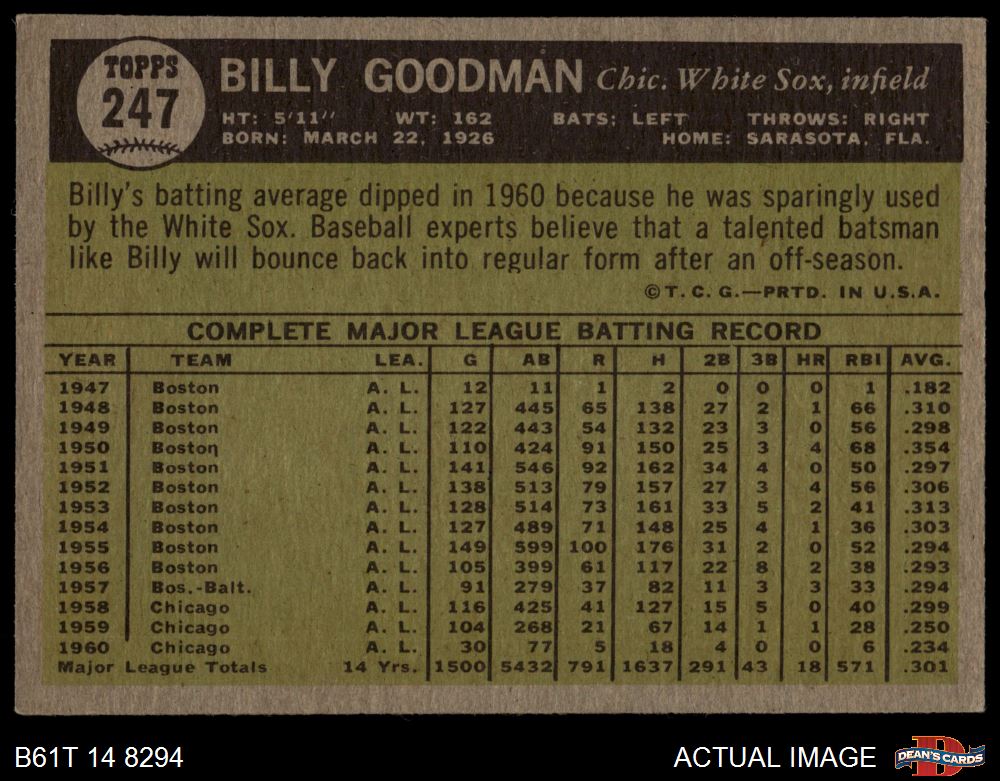 TOPPS
247
BILLY GOODMAN Chic. White Sox, infield
HT: 5'11" WT: 162 BATS: LEFT THROWS: RIGHT
BORN: MARCH 22, 1926 HOME: SARASOTA, FLA.
Billy's batting average dipped in 1960 because he was sparingly used
by the White Sox. Baseball experts believe that a talented batsman
like Billy will bounce back into regular form after an off-season.
©T. C. G.—PRTD. IN U.S.A.
COMPLETE MAJOR LEAGUE BATTING RECORD
YEAR TEAM LEA. G AB R H 2B 3B HR RBI AVG.
1947 Boston A. L. 12 11 1 2 0 0 0 1 .182
1948 Boston A. L. 127 445 65 138 27 2 1 66 .310
1949 Boston A. L. 122 443 54 132 23 3 0 56 .298
1950 Boston A. L. 110 424 91 150 25 3 4 68 .354
1951 Boston A. L. 141 546 92 162 34 4 0 50 .297
1952 Boston A. L. 138 513 79 157 27 3 4 56 .306
1953 Boston A. L. 128 514 73 161 33 5 2 41 .313
1954 Boston A. L. 127 489 71 148 25 4 1 36 .303
1955 Boston A. L. 149 599 100 176 31 2 0 52 .294
1956 Boston A. L. 105 399 61 117 22 8 2 38 .293
1957 Bos.-Balt. A. L. 91 279 37 82 11 3 3 33 .294
1958 Chicago A. L. 116 425 41 127 15 5 0 40 .299
1959 Chicago A. L. 104 268 21 67 14 1 1 28 .250
1960 Chicago A. L. 30 77 5 18 4 0 0 6 .234
Major League Totals 14 Yrs. 1500 5432 791 1637 291 43 18 571 .301
B61T 14 8294 ACTUAL IMAGE D DEAN'S CARDS